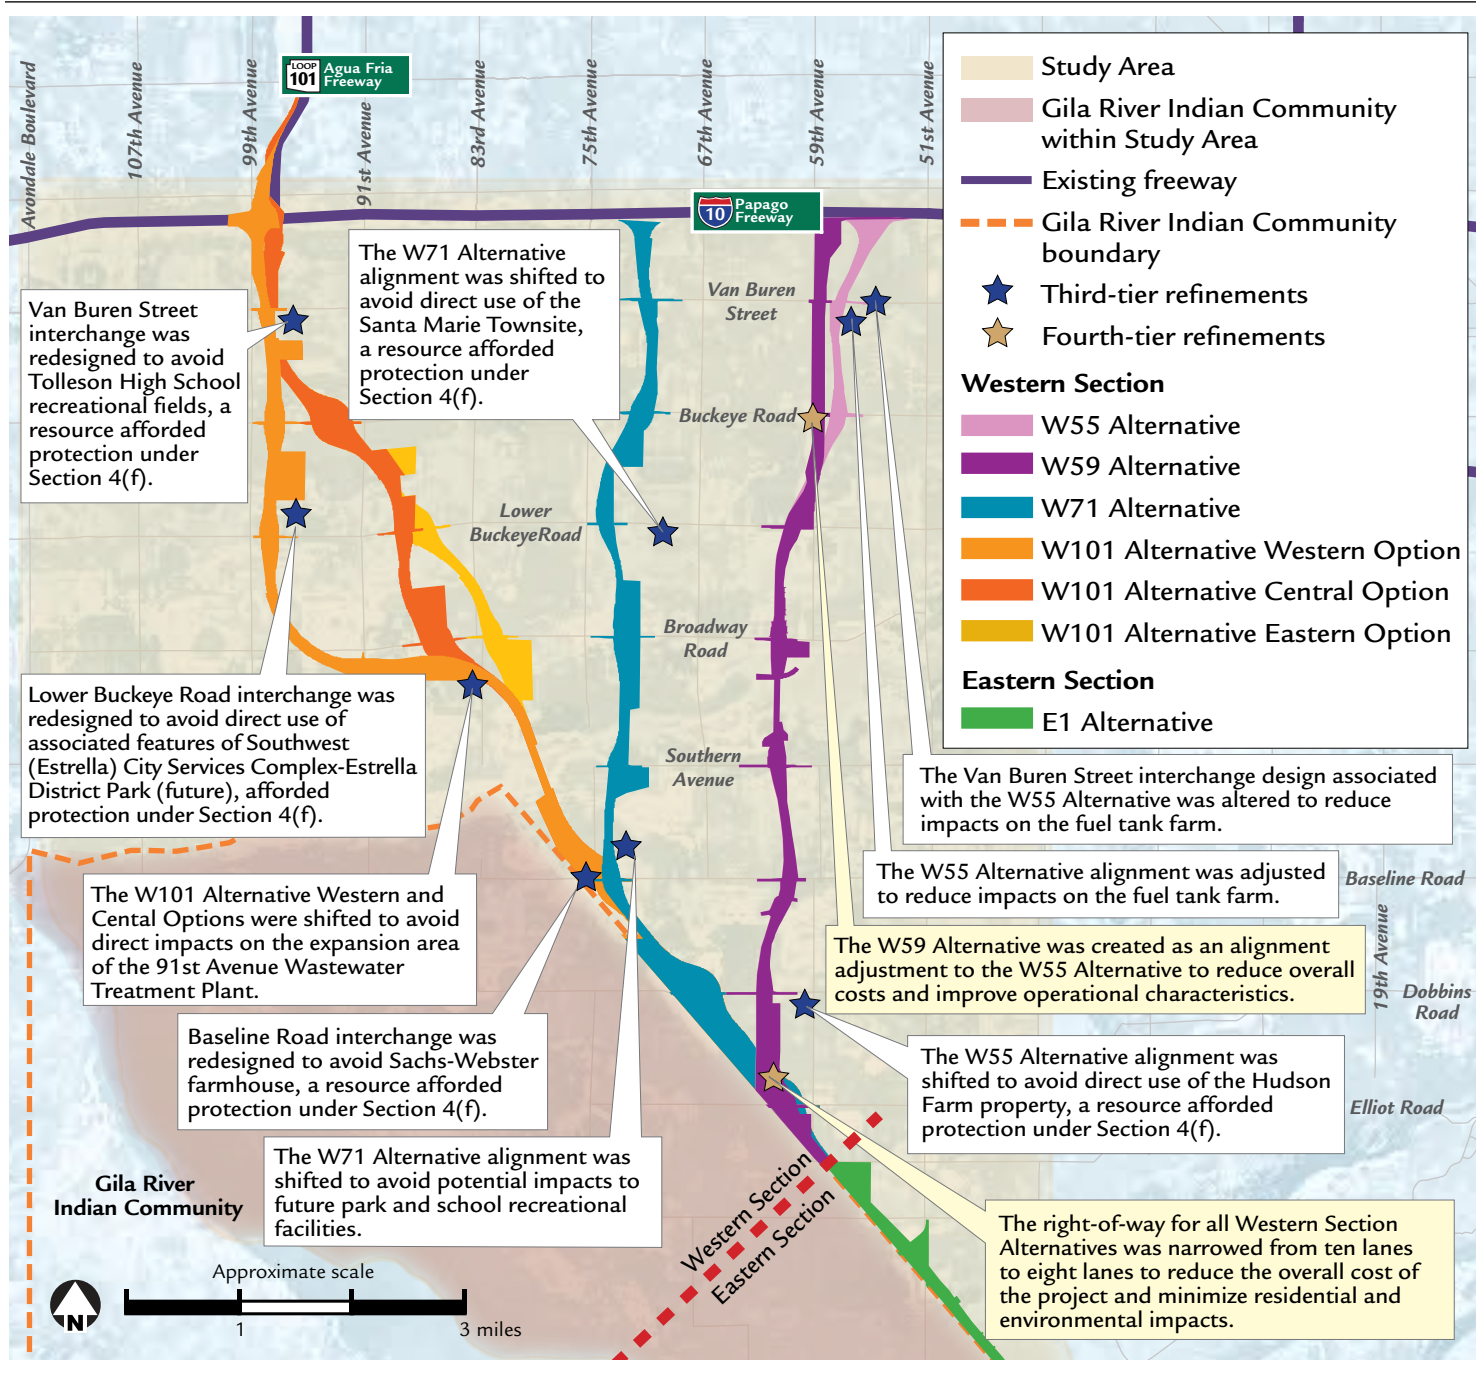 Avondale Boulevard
107th Avenue
99th Avenue
LOOP
101
Agua Fria
Freeway
91st Avenue
83rd Avenue
75th Avenue
67th Avenue
59th Avenue
51st Avenue
10
Papago
Freeway
Study Area
Gila River Indian Community
within Study Area
Existing freeway
Gila River Indian Community
boundary
Third-tier refinements
Fourth-tier refinements
Western Section
W55 Alternative
W59 Alternative
W71 Alternative
W101 Alternative Western Option
W101 Alternative Central Option
W101 Alternative Eastern Option
Eastern Section
E1 Alternative
The W71 Alternative
alignment was shifted to
avoid direct use of the
Santa Marie Townsite,
a resource afforded
protection under
Section 4(f).
Van Buren Street
interchange was
redesigned to avoid
Tolleson High School
recreational fields, a
resource afforded
protection under
Section 4(f).
Van Buren
Street
Buckeye Road
Lower
BuckeyeRoad
Broadway
Road
Southern
Avenue
Lower Buckeye Road interchange was
redesigned to avoid direct use of
associated features of Southwest
(Estrella) City Services Complex-Estrella
District Park (future), afforded
protection under Section 4(f).
The Van Buren Street interchange design associated
with the W55 Alternative was altered to reduce
impacts on the fuel tank farm.
The W55 Alternative alignment was adjusted
to reduce impacts on the fuel tank farm.
Baseline Road
The W101 Alternative Western and
Cental Options were shifted to avoid
direct impacts on the expansion area
of the 91st Avenue Wastewater
Treatment Plant.
The W59 Alternative was created as an alignment
adjustment to the W55 Alternative to reduce overall
costs and improve operational characteristics.
19th Avenue
Dobbins
Road
Baseline Road interchange was
redesigned to avoid Sachs-Webster
farmhouse, a resource afforded
protection under Section 4(f).
The W55 Alternative alignment was
shifted to avoid direct use of the Hudson
Farm property, a resource afforded
protection under Section 4(f).
Elliot Road
The W71 Alternative alignment was
shifted to avoid potential impacts to
future park and school recreational
facilities.
Gila River
Indian Community
Western Section
Eastern Section
The right-of-way for all Western Section
Alternatives was narrowed from ten lanes
to eight lanes to reduce the overall cost of
the project and minimize residential and
environmental impacts.
Approximate scale
N
1
3 miles